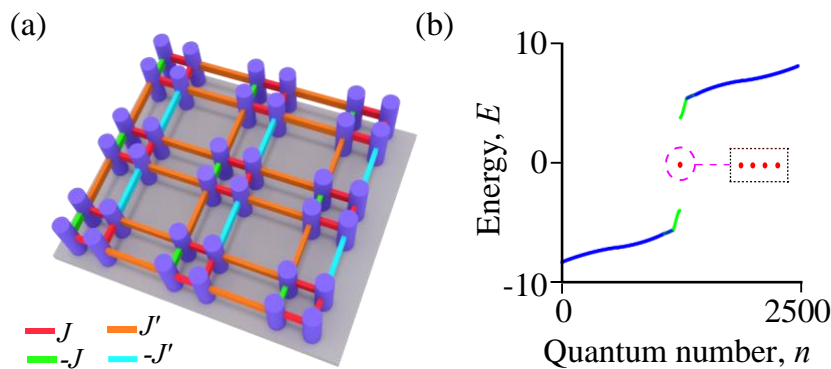 (a)
J
J′
-J
-J′
(b)
10
0
-10
Energy, E
0
2500
Quantum number, n